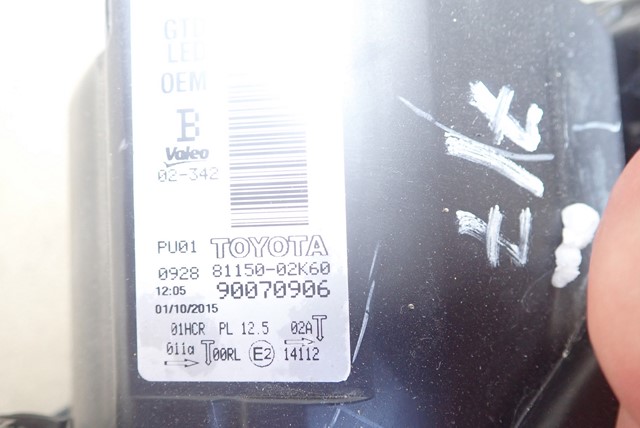 LED
OEM
B
Valeo
02-342
PU01 TOYOTA
0928 81150-02K60
12:05 90070906
01/10/2015
01HCR PL 12.5 02A
011a 00RL E2 14112